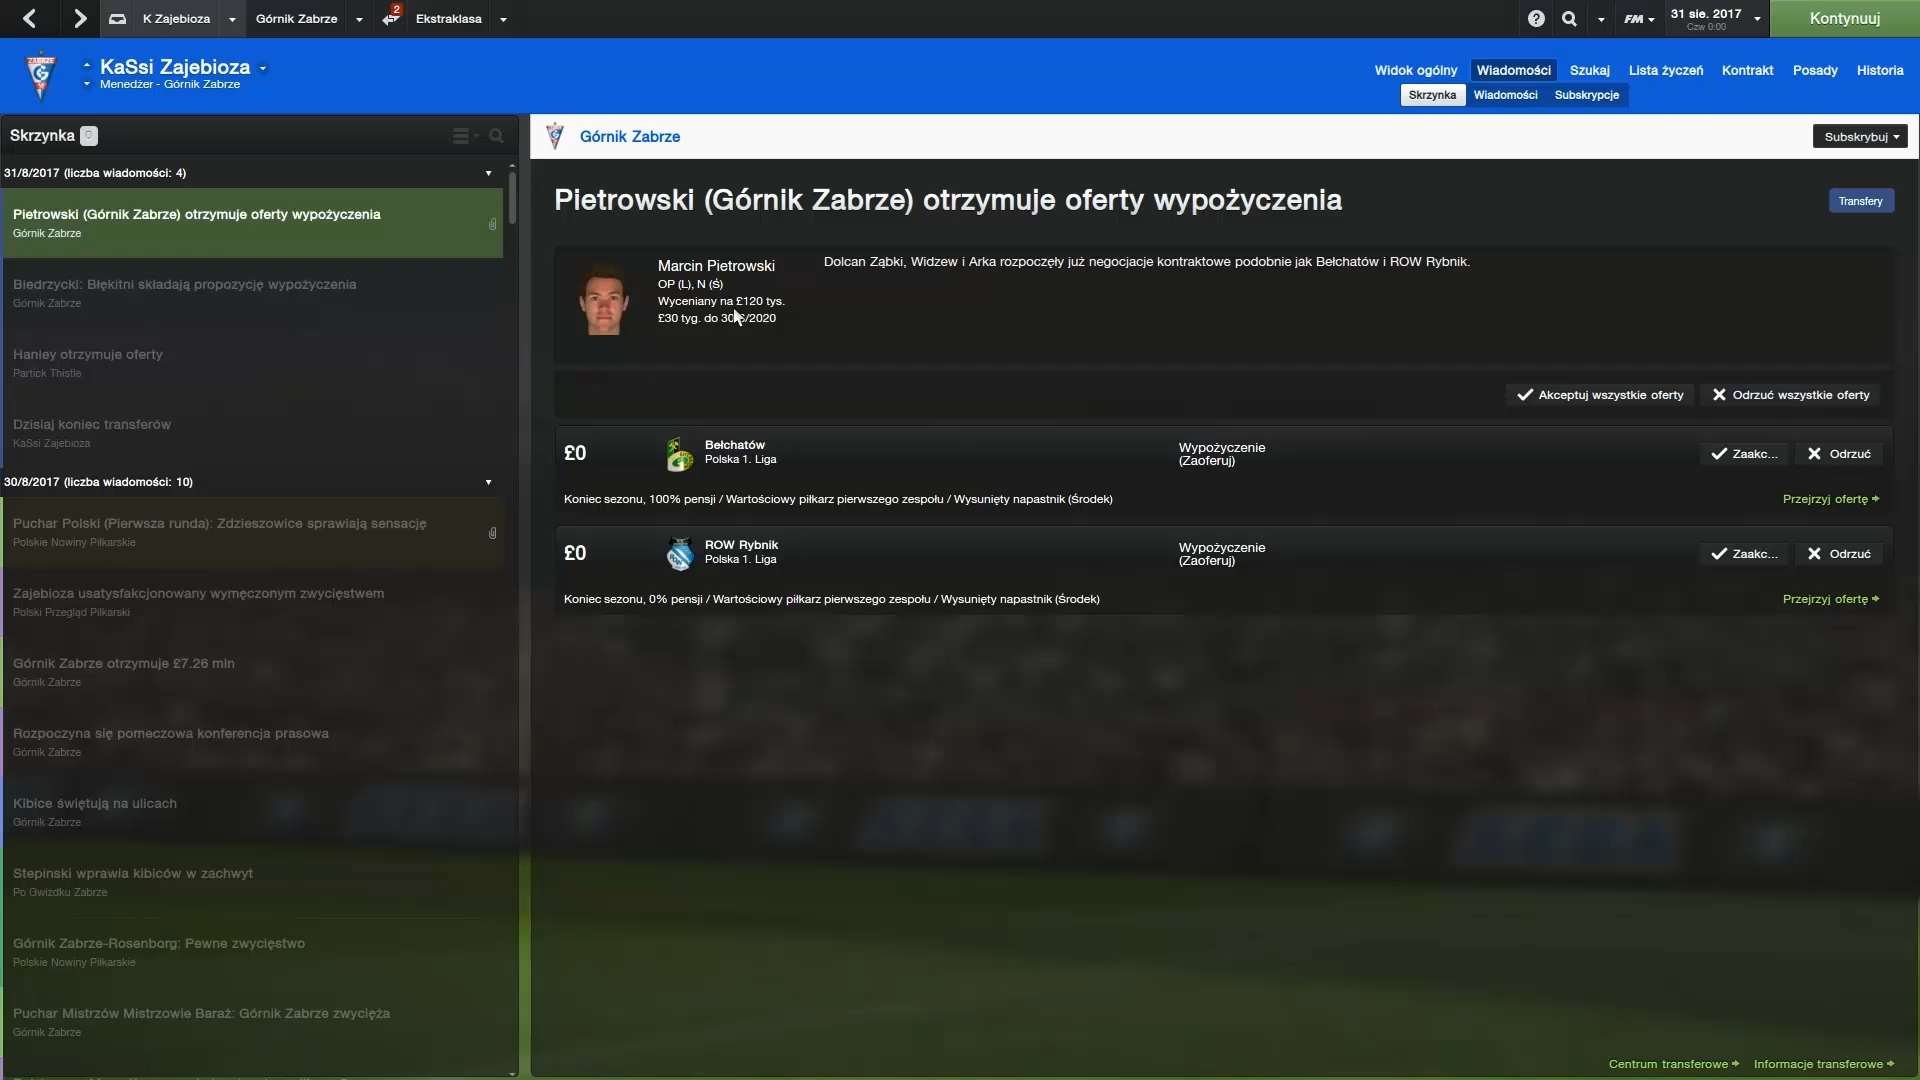 K Zajebioza
Górnik Zabrze
2
Ekstraklasa
FM
31 sie. 2017
Czw 0:00
Kontynuuj
KaSsi Zajebioza
Menedżer - Górnik Zabrze
Widok ogólny
Wiadomości
Szukaj
Lista życzeń
Kontrakt
Posady
Historia
Skrzynka
Wiadomości
Subskrypcje
Skrzynka 0
31/8/2017 (liczba wiadomości: 4)
Pietrowski (Górnik Zabrze) otrzymuje oferty wypożyczenia
Górnik Zabrze
Biedrzycki: Błękitni składają propozycję wypożyczenia
Górnik Zabrze
Hanley otrzymuje oferty
Partick Thistle
Dzisiaj koniec transferów
KaSsi Zajebioza
30/8/2017 (liczba wiadomości: 10)
Puchar Polski (Pierwsza runda): Zdzieszowice sprawiają sensację
Polskie Nowiny Piłkarskie
Zajebioza usatysfakcjonowany wymęczonym zwycięstwem
Polski Przegląd Piłkarski
Górnik Zabrze otrzymuje £7.26 mln
Górnik Zabrze
Rozpoczyna się pomeczowa konferencja prasowa
Górnik Zabrze
Kibice świętują na ulicach
Górnik Zabrze
Stepinski wprawia kibiców w zachwyt
Po Gwizdku Zabrze
Górnik Zabrze-Rosenborg: Pewne zwycięstwo
Polskie Nowiny Piłkarskie
Puchar Mistrzów Mistrzowie Baraż: Górnik Zabrze zwycięża
Górnik Zabrze
Górnik Zabrze
Subskrybuj
Pietrowski (Górnik Zabrze) otrzymuje oferty wypożyczenia
Transfery
Marcin Pietrowski
OP (L), N (Ś)
Wyceniany na £120 tys.
£30 tyg. do 30/6/2020
Dolcan Ząbki, Widzew i Arka rozpoczęły już negocjacje kontraktowe podobnie jak Bełchatów i ROW Rybnik.
Akceptuj wszystkie oferty
Odrzuć wszystkie oferty
£0
Bełchatów
Polska 1. Liga
Wypożyczenie
(Zaoferuj)
Zaakc...
Odrzuć
Koniec sezonu, 100% pensji / Wartościowy piłkarz pierwszego zespołu / Wysunięty napastnik (Środek)
Przejrzyj ofertę
£0
ROW Rybnik
Polska 1. Liga
Wypożyczenie
(Zaoferuj)
Zaakc...
Odrzuć
Koniec sezonu, 0% pensji / Wartościowy piłkarz pierwszego zespołu / Wysunięty napastnik (Środek)
Przejrzyj ofertę
Centrum transferowe
Informacje transferowe